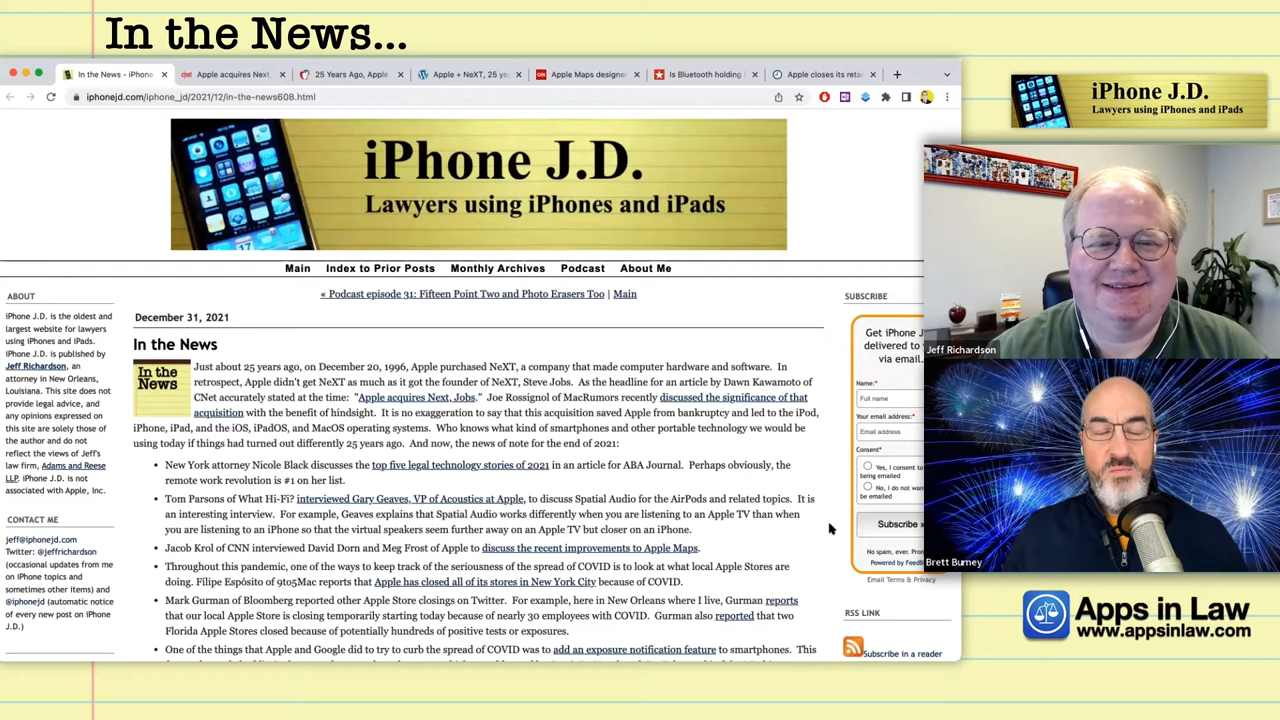 In the News...
In the News - iPhone
Apple acquires Next,
25 Years Ago, Apple
Apple + NeXT, 25 ye
Apple Maps designe
Is Bluetooth holding
Apple closes its reta
iphonejd.com/iphone_jd/2021/12/in-the-news608.html
iPhone J.D.
Lawyers using iPhones and iPads
Main
Index to Prior Posts
Monthly Archives
Podcast
About Me
« Podcast episode 31: Fifteen Point Two and Photo Erasers Too | Main
ABOUT
iPhone J.D. is the oldest and
largest website for lawyers
using iPhones and iPads.
iPhone J.D. is published by
Jeff Richardson, an
attorney in New Orleans,
Louisiana. This site does not
provide legal advice, and
any opinions expressed on
this site are solely those of
the author and do not
reflect the views of Jeff's
law firm, Adams and Reese
LLP. iPhone J.D. is not
associated with Apple, Inc.
CONTACT ME
jeff@iphonejd.com
Twitter: @jeffrichardson
(occasional updates from me
on iPhone topics and
sometimes other items) and
@iphonejd (automatic notice
of every new post on iPhone
J.D.)
December 31, 2021
In the News
In the
News
Just about 25 years ago, on December 20, 1996, Apple purchased NeXT, a company that made computer hardware and software. In
retrospect, Apple didn't get NeXT as much as it got the founder of NeXT, Steve Jobs. As the headline for an article by Dawn Kawamoto of
CNet accurately stated at the time: "Apple acquires Next, Jobs." Joe Rossignol of MacRumors recently discussed the significance of that
acquisition with the benefit of hindsight. It is no exaggeration to say that this acquisition saved Apple from bankruptcy and led to the iPod,
iPhone, iPad, and the iOS, iPadOS, and MacOS operating systems. Who knows what kind of smartphones and other portable technology we would be
using today if things had turned out differently 25 years ago. And now, the news of note for the end of 2021:
• New York attorney Nicole Black discusses the top five legal technology stories of 2021 in an article for ABA Journal. Perhaps obviously, the
remote work revolution is #1 on her list.
• Tom Parsons of What Hi-Fi? interviewed Gary Geaves, VP of Acoustics at Apple, to discuss Spatial Audio for the AirPods and related topics. It is
an interesting interview. For example, Geaves explains that Spatial Audio works differently when you are listening to an Apple TV than when
you are listening to an iPhone so that the virtual speakers seem further away on an Apple TV but closer on an iPhone.
• Jacob Krol of CNN interviewed David Dorn and Meg Frost of Apple to discuss the recent improvements to Apple Maps.
• Throughout this pandemic, one of the ways to keep track of the seriousness of the spread of COVID is to look at what local Apple Stores are
doing. Filipe Espósito of 9to5Mac reports that Apple has closed all of its stores in New York City because of COVID.
• Mark Gurman of Bloomberg reported other Apple Store closings on Twitter. For example, here in New Orleans where I live, Gurman reports
that our local Apple Store is closing temporarily starting today because of nearly 30 employees with COVID. Gurman also reported that two
Florida Apple Stores closed because of potentially hundreds of positive tests or exposures.
• One of the things that Apple and Google did to try to curb the spread of COVID was to add an exposure notification feature to smartphones. This
SUBSCRIBE
Get iPhone J
delivered to y
via email.
Name:*
Full name
Your email address:*
Email address
Consent*
Yes, I consent to
being emailed
No, I do not wan
be emailed
Subscribe »
No spam, ever. Pron
Powered by Feedb
Email Terms & Privacy
RSS LINK
Subscribe in a reader
iPhone J.D.
Lawyers using iPhones and iPads
Jeff Richardson
Brett Burney
Apps in Law
www.appsinlaw.com